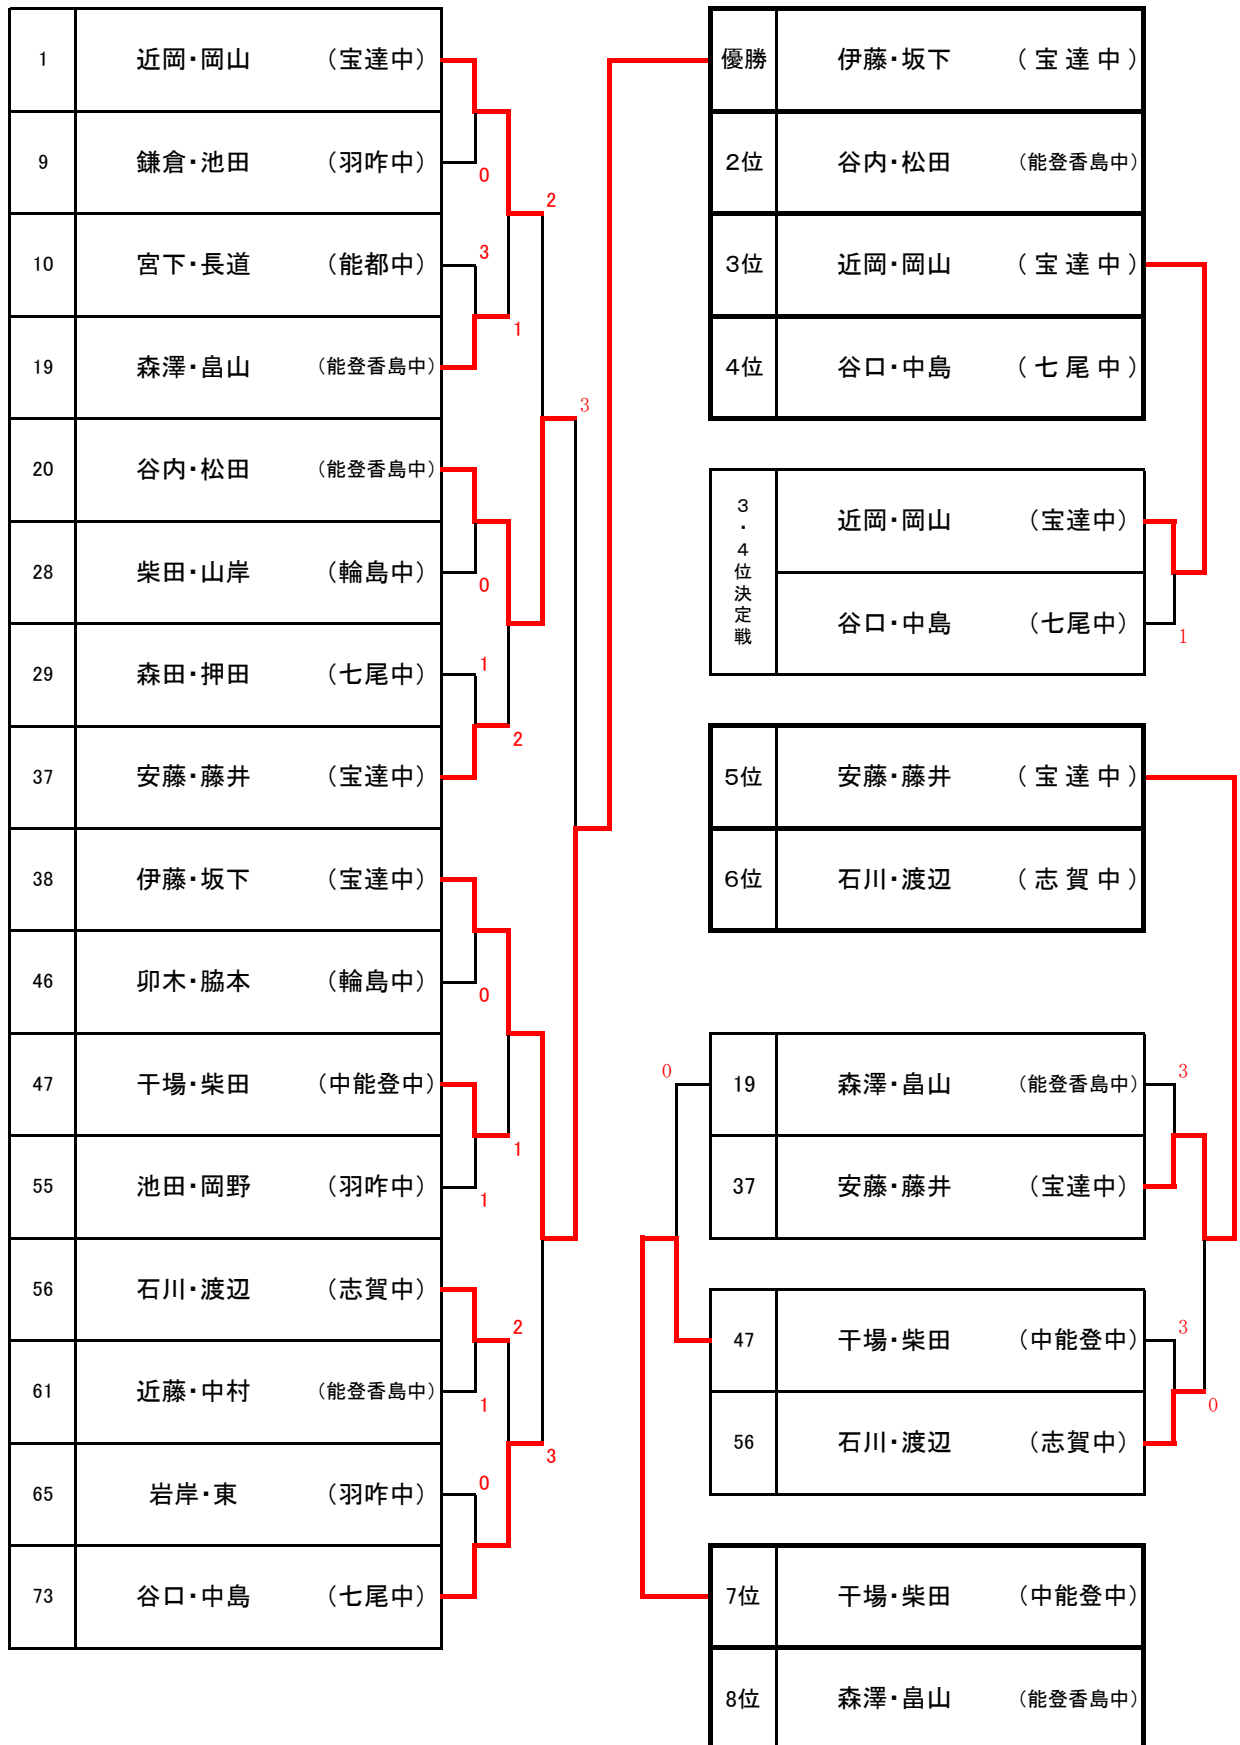 1 近岡・岡山 （宝達中）
9 鎌倉・池田 （羽咋中）
0
2
10 宮下・長道 （能都中）
3
1
19 森澤・畠山 （能登香島中）
3
20 谷内・松田 （能登香島中）
28 柴田・山岸 （輪島中）
0
29 森田・押田 （七尾中）
1
2
37 安藤・藤井 （宝達中）
38 伊藤・坂下 （宝達中）
46 卯木・脇本 （輪島中）
0
47 干場・柴田 （中能登中）
1
55 池田・岡野 （羽咋中）
1
56 石川・渡辺 （志賀中）
2
61 近藤・中村 （能登香島中）
1
3
65 岩岸・東 （羽咋中）
0
73 谷口・中島 （七尾中）
優勝 伊藤・坂下 （宝達中）
2位 谷内・松田 （能登香島中）
3位 近岡・岡山 （宝達中）
4位 谷口・中島 （七尾中）
3・4位決定戦
近岡・岡山 （宝達中）
谷口・中島 （七尾中）
1
5位 安藤・藤井 （宝達中）
6位 石川・渡辺 （志賀中）
0
19 森澤・畠山 （能登香島中）
3
37 安藤・藤井 （宝達中）
47 干場・柴田 （中能登中）
3
0
56 石川・渡辺 （志賀中）
7位 干場・柴田 （中能登中）
8位 森澤・畠山 （能登香島中）